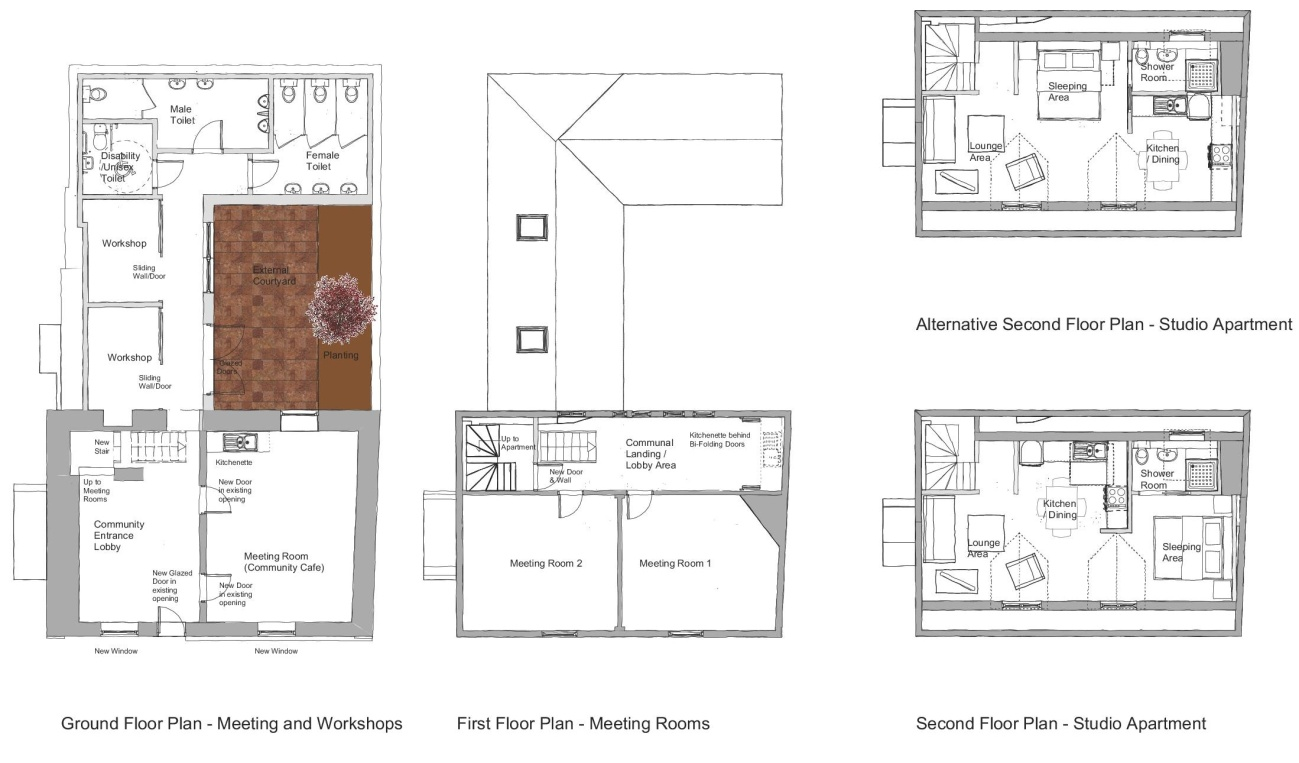 Male
Toilet
Disability
/Unisex
Toilet
Female
Toilet
Workshop
Sliding
Wall/Door
External
Courtyard
Workshop
Sliding
Wall/Door
Glazed
Doors
Planting
New
Stair
Kitchenette
Up to
Meeting
Rooms
New Door
in existing
opening
Community
Entrance
Lobby
Meeting Room
(Community Cafe)
New Glazed
Door in
existing
opening
New Door
in existing
opening
New Window
New Window
Ground Floor Plan - Meeting and Workshops
Up to
Apartment
Communal
Landing /
Lobby Area
Kitchenette behind
Bi-Folding Doors
New Door
& Wall
Meeting Room 2
Meeting Room 1
First Floor Plan - Meeting Rooms
Shower
Room
Sleeping
Area
Lounge
Area
Kitchen
/ Dining
Alternative Second Floor Plan - Studio Apartment
Shower
Room
Kitchen
/ Dining
Lounge
Area
Sleeping
Area
Second Floor Plan - Studio Apartment